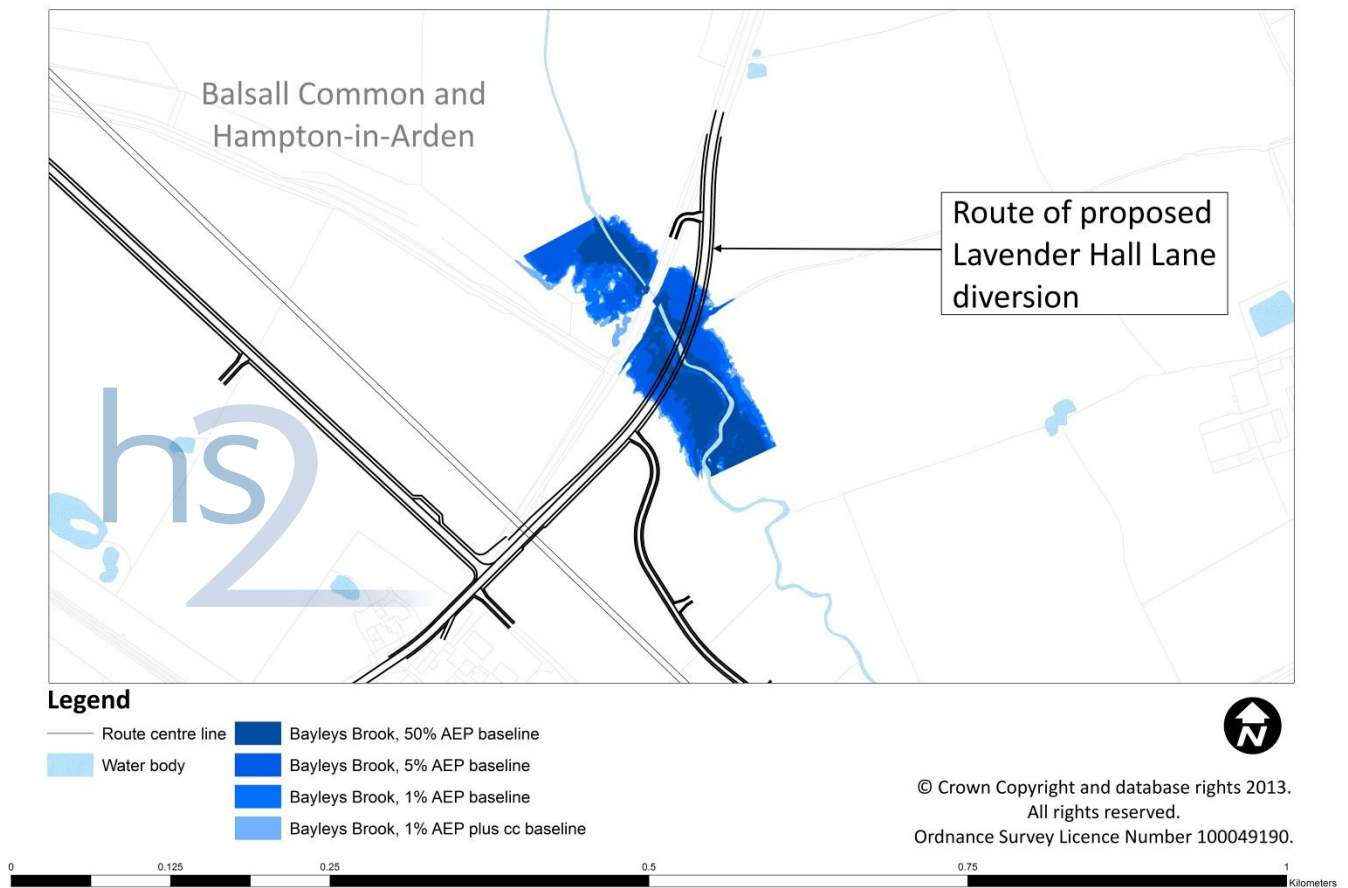 Balsall Common and
Hampton-in-Arden
Route of proposed
Lavender Hall Lane
diversion
hs2
Legend
Route centre line
Water body
Bayleys Brook, 50% AEP baseline
Bayleys Brook, 5% AEP baseline
Bayleys Brook, 1% AEP baseline
Bayleys Brook, 1% AEP plus cc baseline
N
© Crown Copyright and database rights 2013.
All rights reserved.
Ordnance Survey Licence Number 100049190.
0 0.125 0.25 0.5 0.75 1
Kilometers